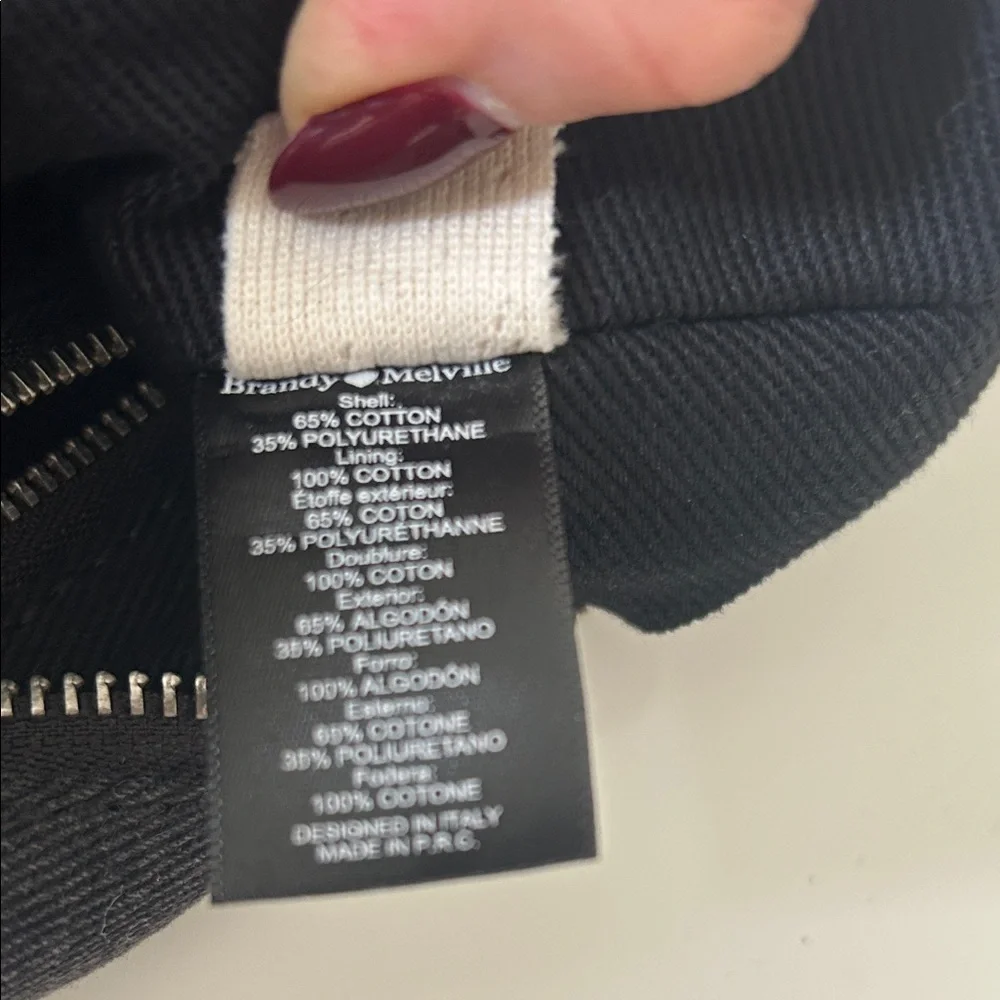 Brandy Melville
Shell:
65% COTTON
35% POLYURETHANE
Lining:
100% COTTON
Étoffe extérieur:
65% COTON
35% POLYURÉTHANNE
Doublure:
100% COTON
Exterior:
65% ALGODÓN
35% POLIURETANO
Forro:
100% ALGODÓN
Esterno:
65% COTONE
35% POLIURETANO
Fodera:
100% COTONE
DESIGNED IN ITALY
MADE IN P.R.C.